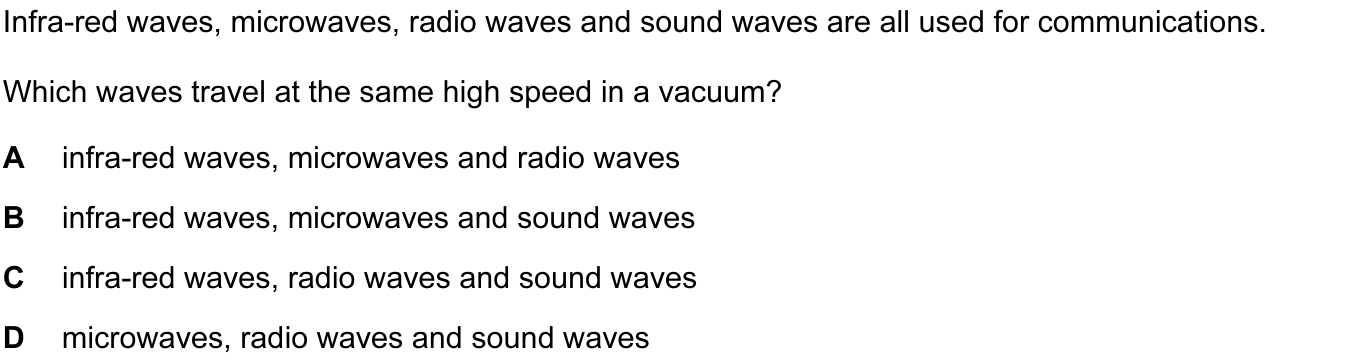 Infra-red waves, microwaves, radio waves and sound waves are all used for communications.
Which waves travel at the same high speed in a vacuum?
A infra-red waves, microwaves and radio waves
B infra-red waves, microwaves and sound waves
C infra-red waves, radio waves and sound waves
D microwaves, radio waves and sound waves